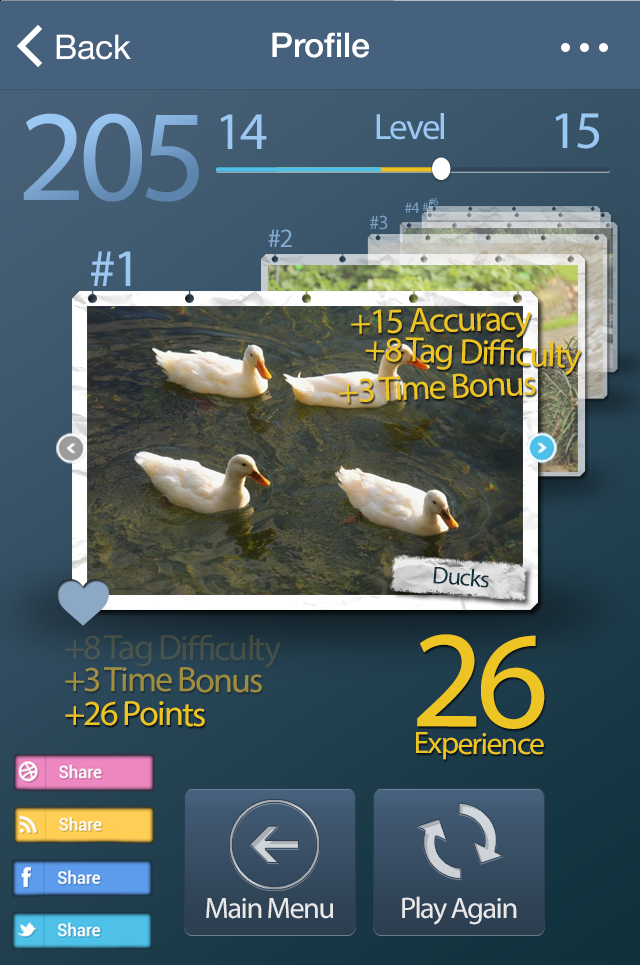 Back
Profile
205
14
Level
15
#4
#3
#2
#1
+15 Accuracy
+8 Tag Difficulty
+3 Time Bonus
Ducks
+8 Tag Difficulty
+3 Time Bonus
+26 Points
26
Experience
Share
Share
Share
Share
Main Menu
Play Again